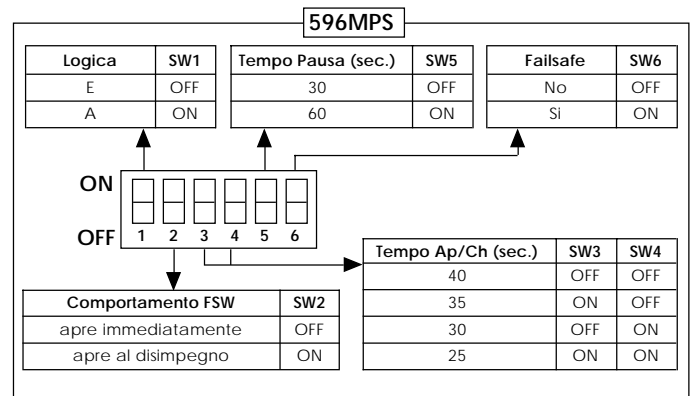 596MPS
Logica SW1
E OFF
A ON
Tempo Pausa (sec.) SW5
30 OFF
60 ON
Failsafe SW6
No OFF
Si ON
ON
OFF 1 2 3 4 5 6
Comportamento FSW SW2
apre immediatamente OFF
apre al disimpegno ON
Tempo Ap/Ch (sec.) SW3 SW4
40 OFF OFF
35 ON OFF
30 OFF ON
25 ON ON